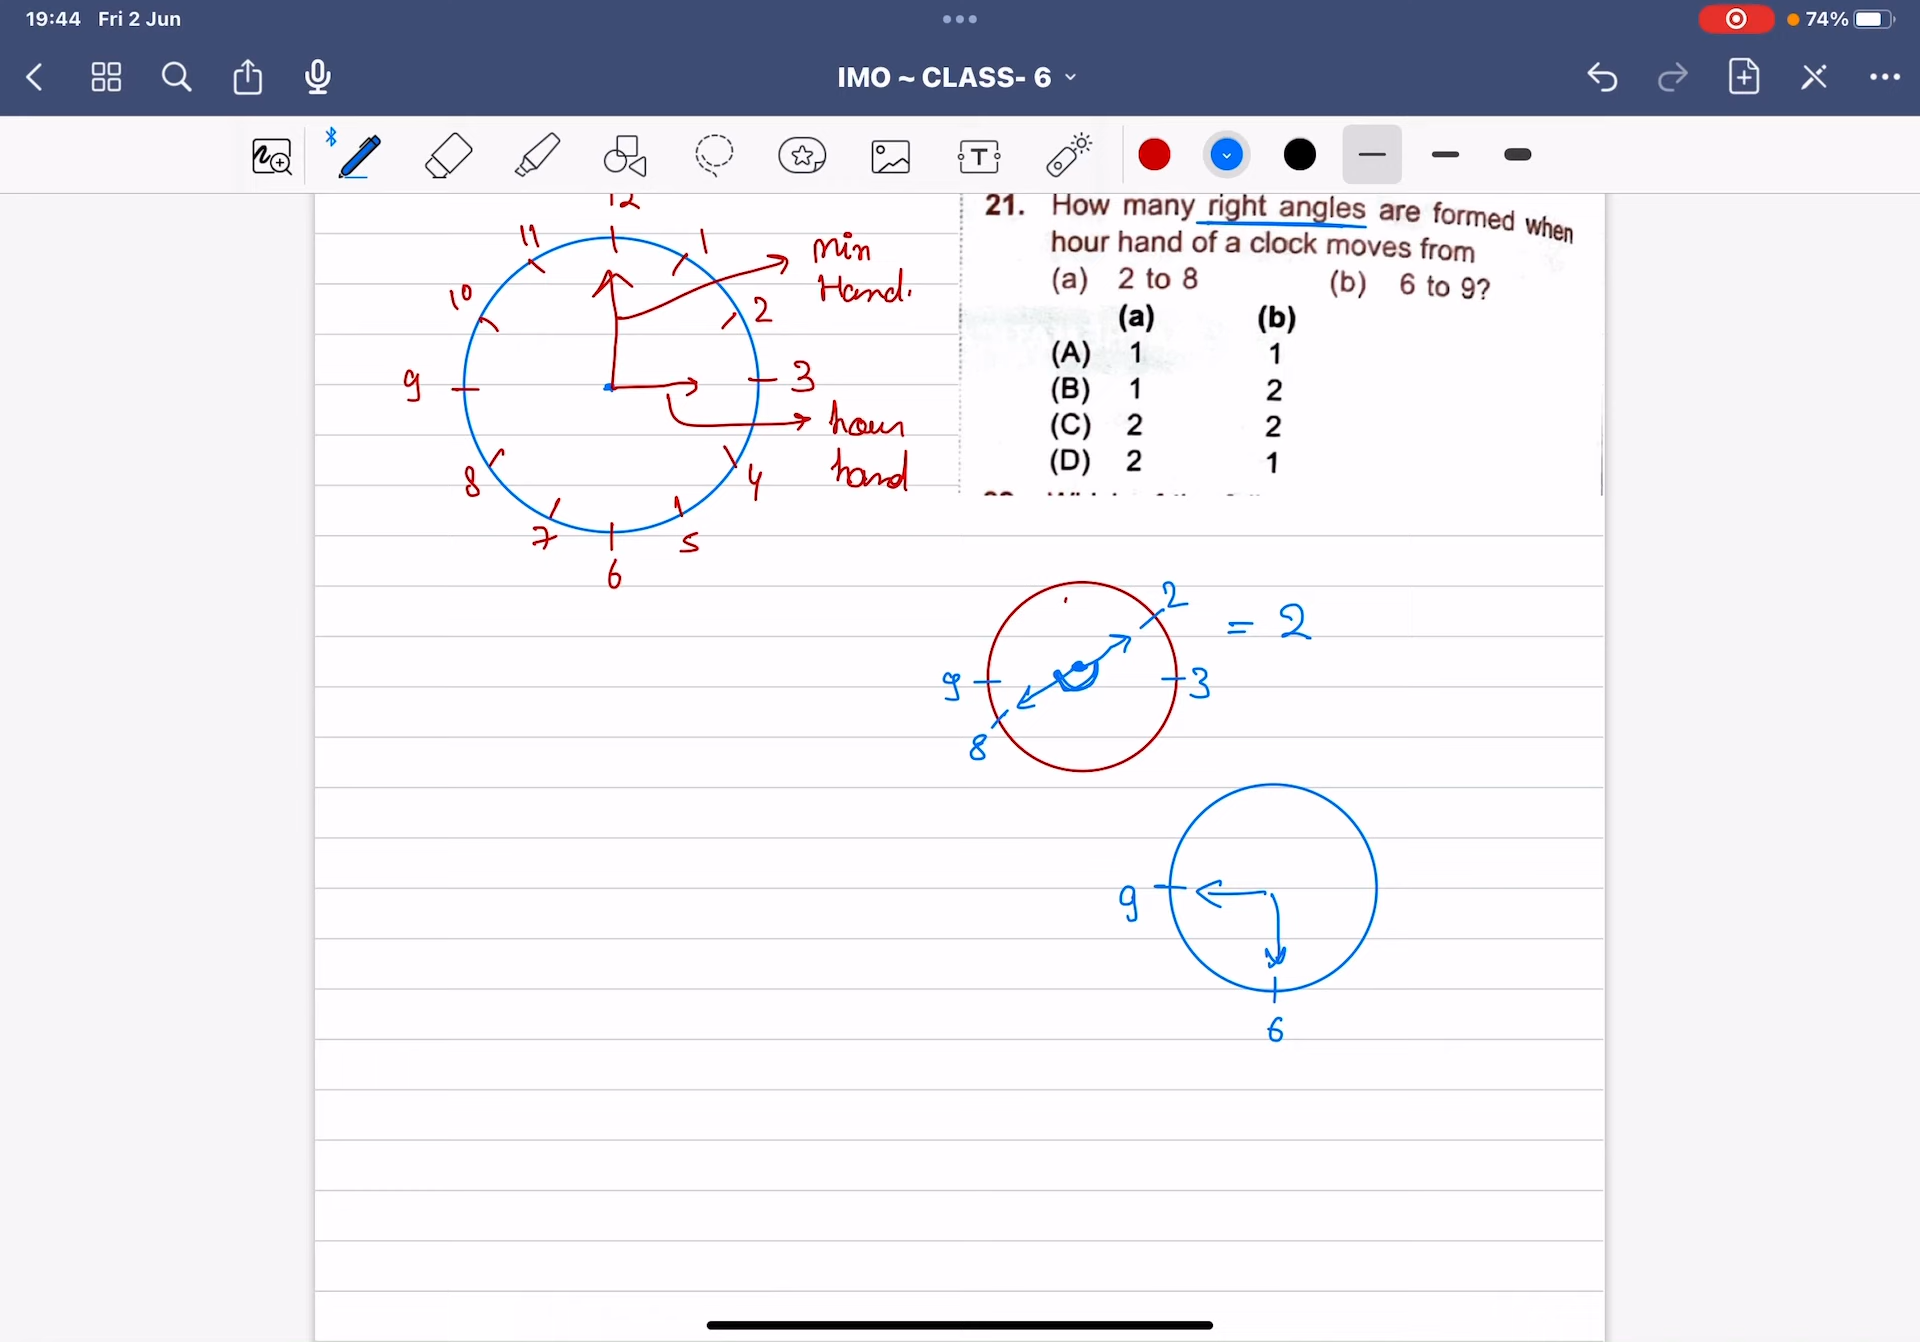 19:44 Fri 2 Jun
74%
IMO ~ CLASS- 6
T
12
11
1
10
2
9
3
8
4
7
5
6
Min
Hand.
hour
hand
21. How many right angles are formed when
hour hand of a clock moves from
(a) 2 to 8 (b) 6 to 9?
(a) (b)
(A) 1 1
(B) 1 2
(C) 2 2
(D) 2 1
2
= 2
9
3
8
9
6